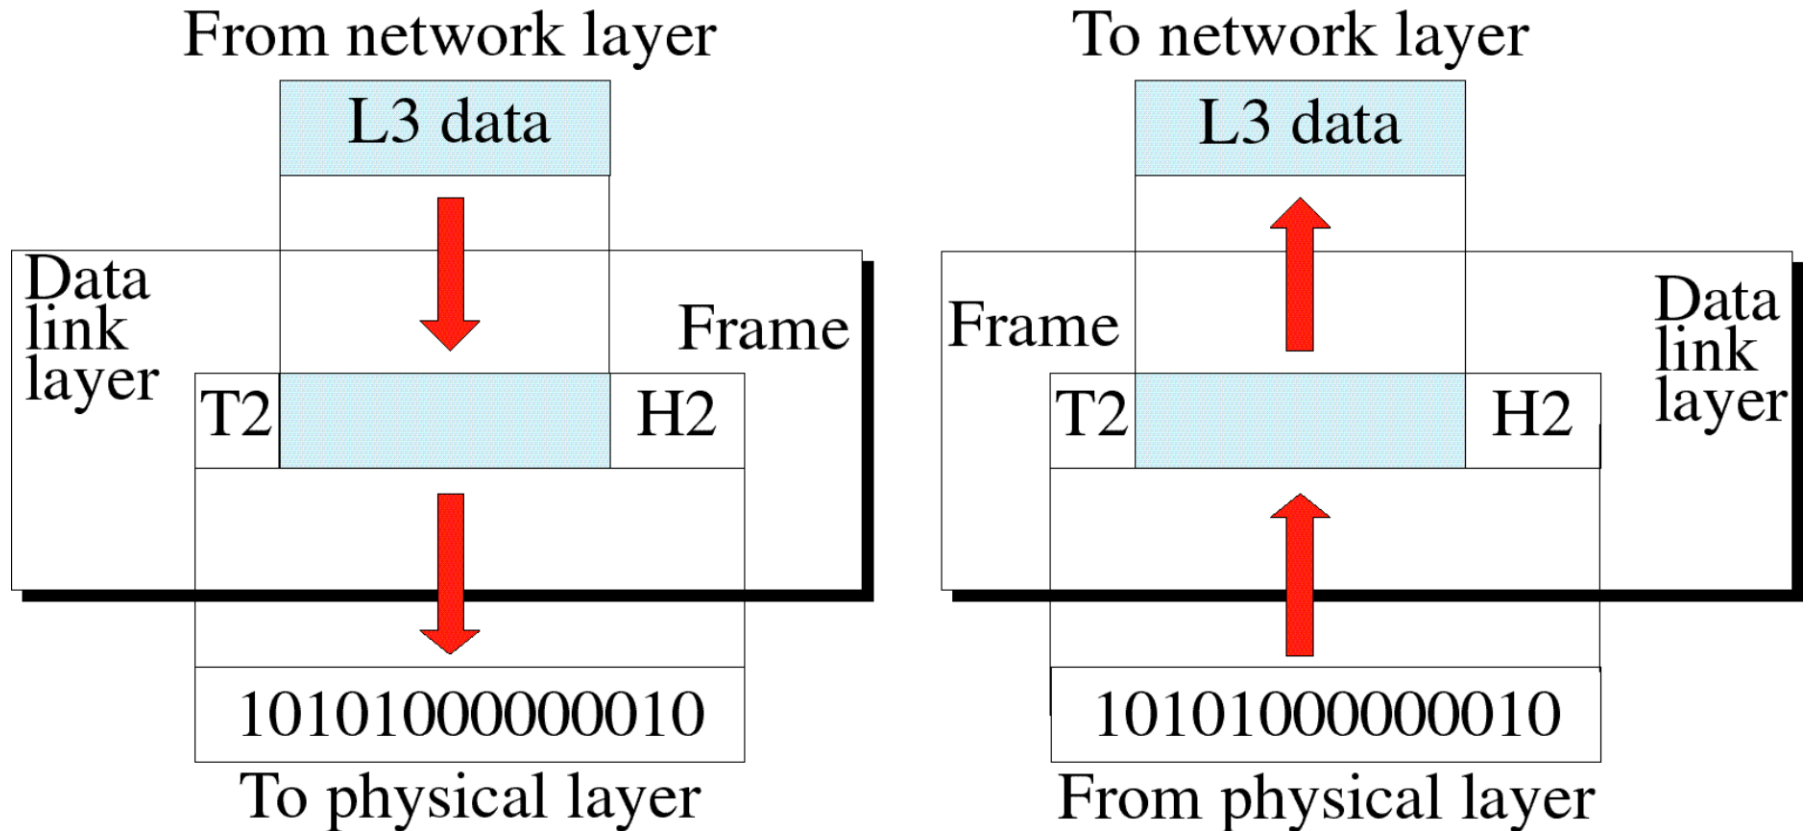 From network layer
L3 data
Data
link
layer
Frame
T2
H2
10101000000010
To physical layer
To network layer
L3 data
Frame
Data
link
layer
T2
H2
10101000000010
From physical layer